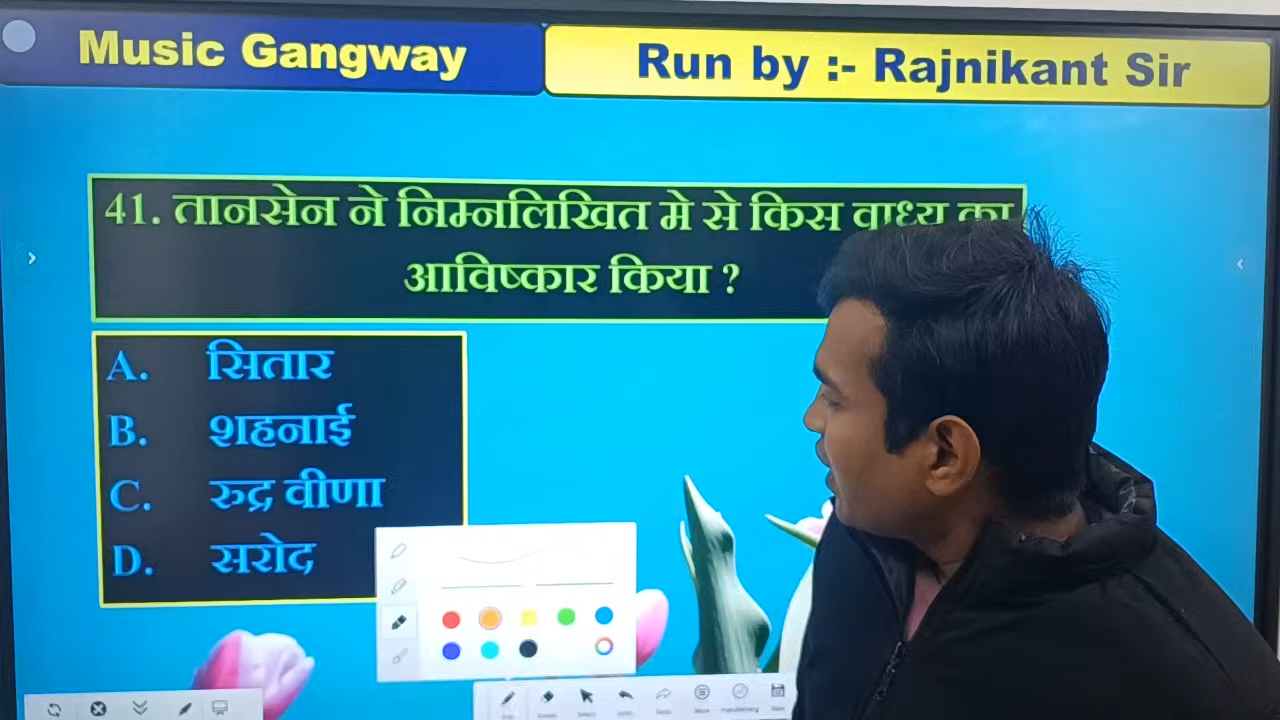 Music Gangway
Run by :- Rajnikant Sir
41. तानसेन ने निम्नलिखित मे से किस वाध्य का
आविष्कार किया ?
A. सितार
B. शहनाई
C. रुद्र वीणा
D. सरोद